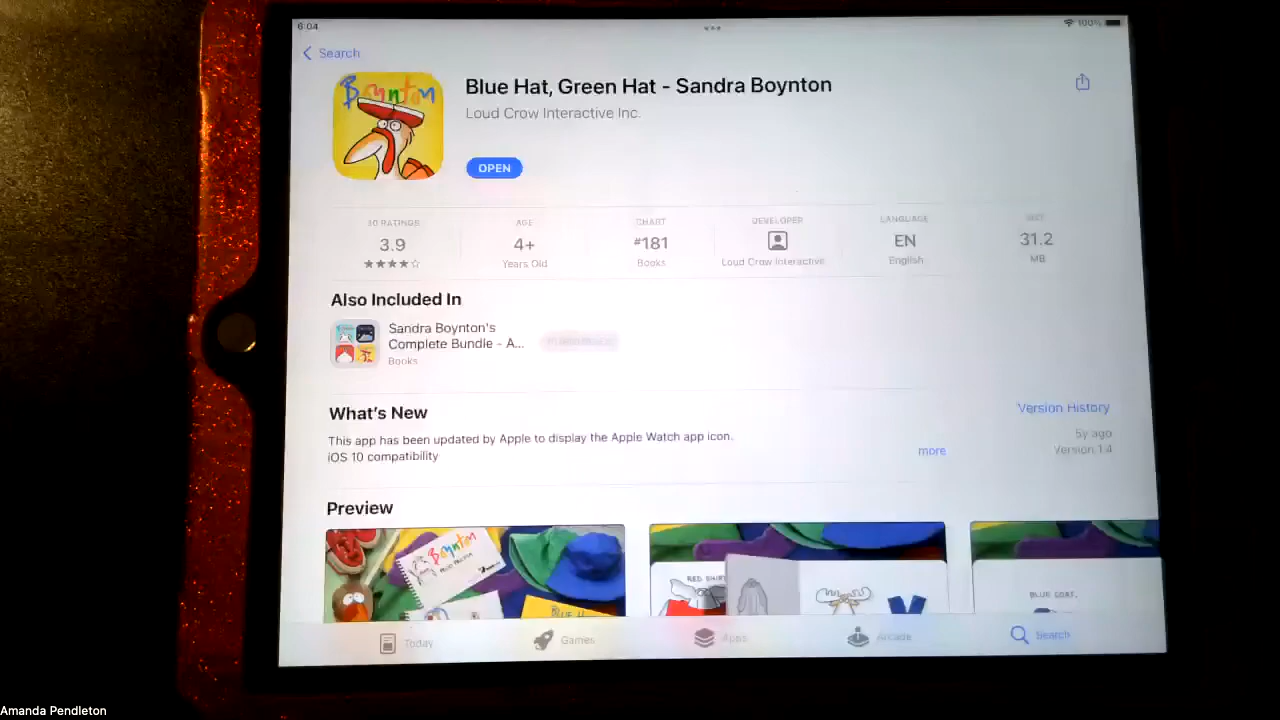 6:04
100%
Search
Boynton
Blue Hat, Green Hat - Sandra Boynton
Loud Crow Interactive Inc.
OPEN
30 RATINGS
AGE
CHART
DEVELOPER
LANGUAGE
SIZE
3.9
4+
#181
EN
31.2
★★★★☆
Years Old
Books
Loud Crow Interactive
English
MB
Also Included In
Sandra Boynton's
Complete Bundle - A...
Books
What's New
Version History
This app has been updated by Apple to display the Apple Watch app icon.
5y ago
iOS 10 compatibility
more
Version 1.4
Preview
Boynton
RED SHIRT
BLUE COAT,
BLUE H
Today
Games
Apps
Arcade
Search
Amanda Pendleton